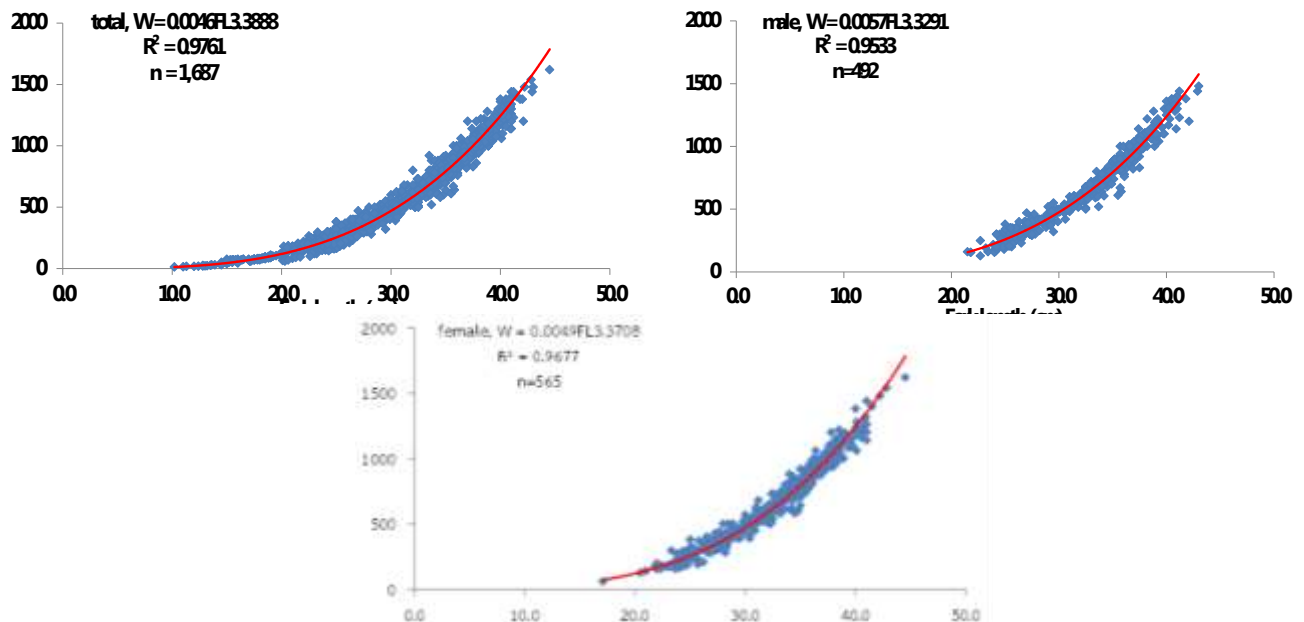 2000
total, W = 0.0046FL3.3888
R² = 0.9761
n = 1,687
1500
1000
500
0
0.0 10.0 20.0 30.0 40.0 50.0
2000
male, W = 0.0057FL3.3291
R² = 0.9533
n=492
1500
1000
500
0
0.0 10.0 20.0 30.0 40.0 50.0
2000
female, W = 0.0049FL3.3708
R² = 0.9677
n=565
1500
1000
500
0
0.0 10.0 20.0 30.0 40.0 50.0